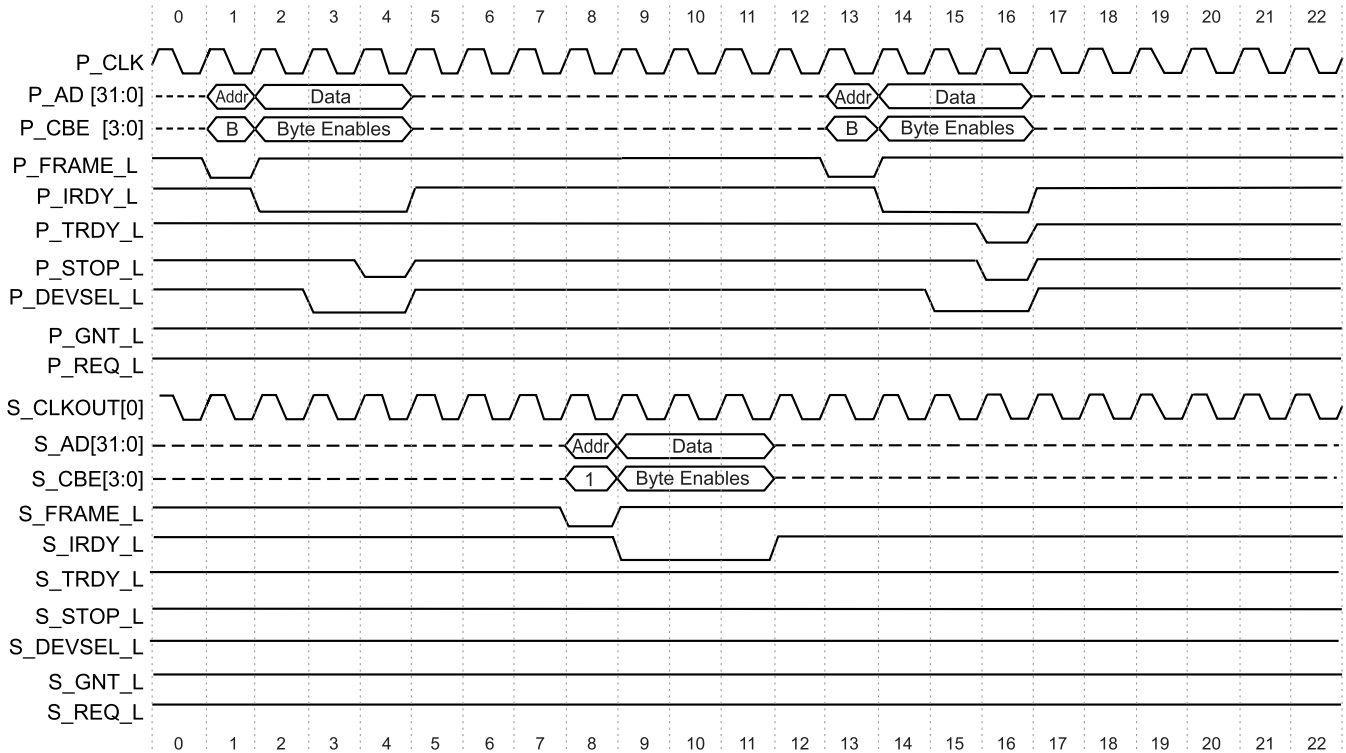 0 1 2 3 4 5 6 7 8 9 10 11 12 13 14 15 16 17 18 19 20 21 22
P_CLK
P_AD [31:0] Addr Data Addr Data
P_CBE [3:0] B Byte Enables B Byte Enables
P_FRAME_L
P_IRDY_L
P_TRDY_L
P_STOP_L
P_DEVSEL_L
P_GNT_L
P_REQ_L
S_CLKOUT[0]
S_AD[31:0] Addr Data
S_CBE[3:0] 1 Byte Enables
S_FRAME_L
S_IRDY_L
S_TRDY_L
S_STOP_L
S_DEVSEL_L
S_GNT_L
S_REQ_L
0 1 2 3 4 5 6 7 8 9 10 11 12 13 14 15 16 17 18 19 20 21 22